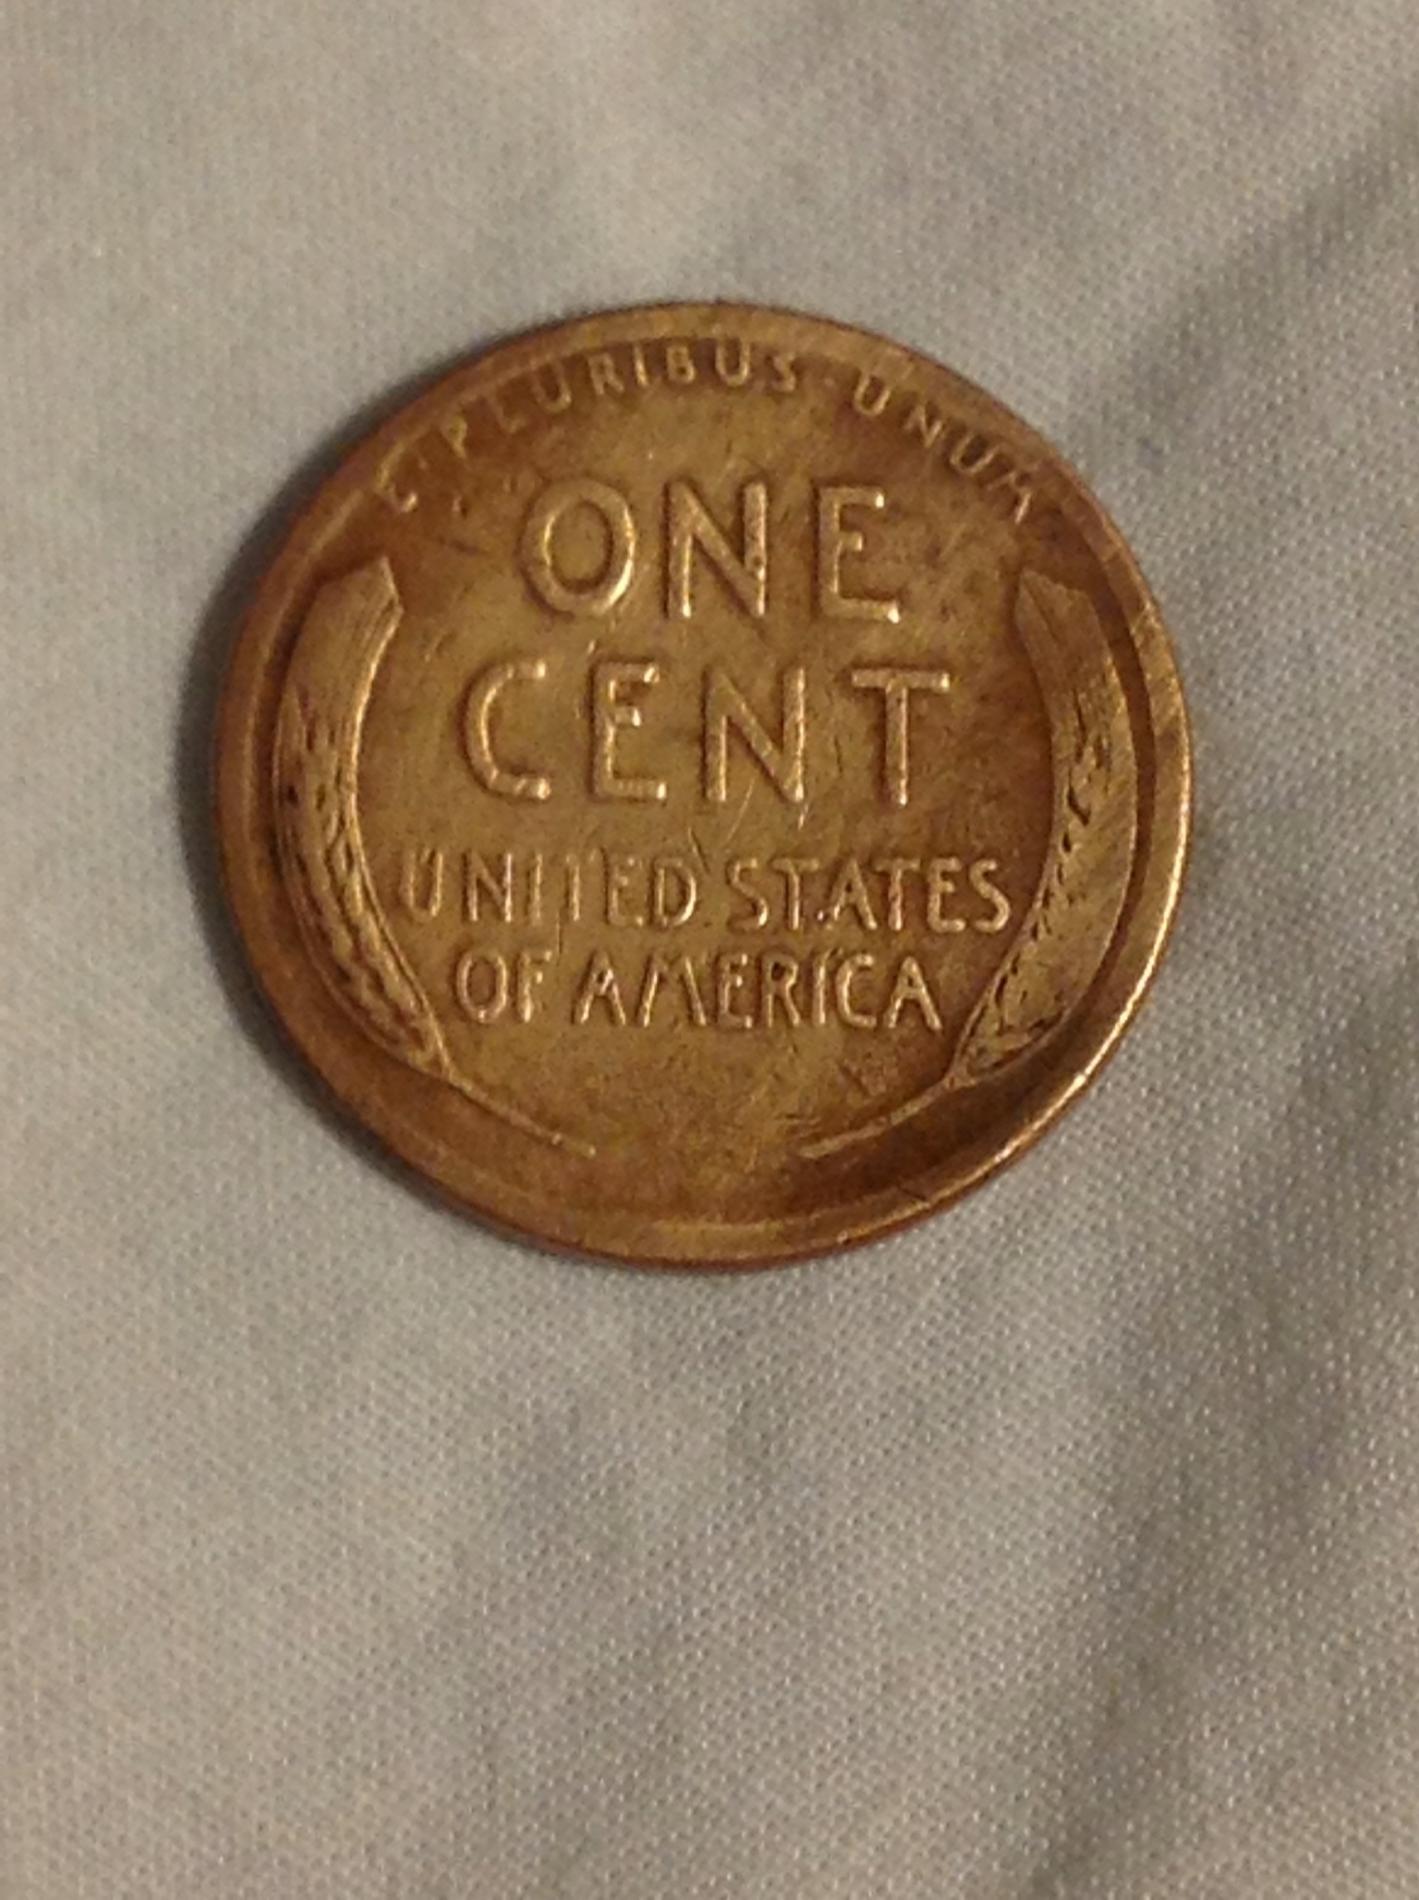 E·PLURIBUS·UNUM
ONE
CENT
UNITED STATES
OF AMERICA